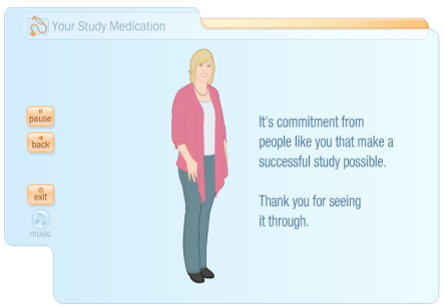 Your Study Medication
pause
back
exit
music
It's commitment from
people like you that make a
successful study possible.
Thank you for seeing
it through.